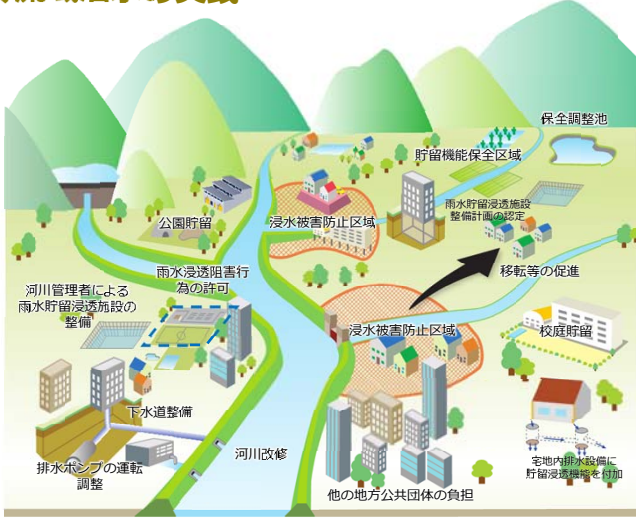 保全調整池
貯留機能保全区域
雨水貯留浸透施設
整備計画の認定
公園貯留
浸水被害防止区域
移転等の促進
雨水浸透阻害行
為の許可
河川管理者による
雨水貯留浸透施設の
整備
浸水被害防止区域
校庭貯留
下水道整備
排水ポンプの運転
調整
河川改修
他の地方公共団体の負担
宅地内排水設備に
貯留浸透機能を付加